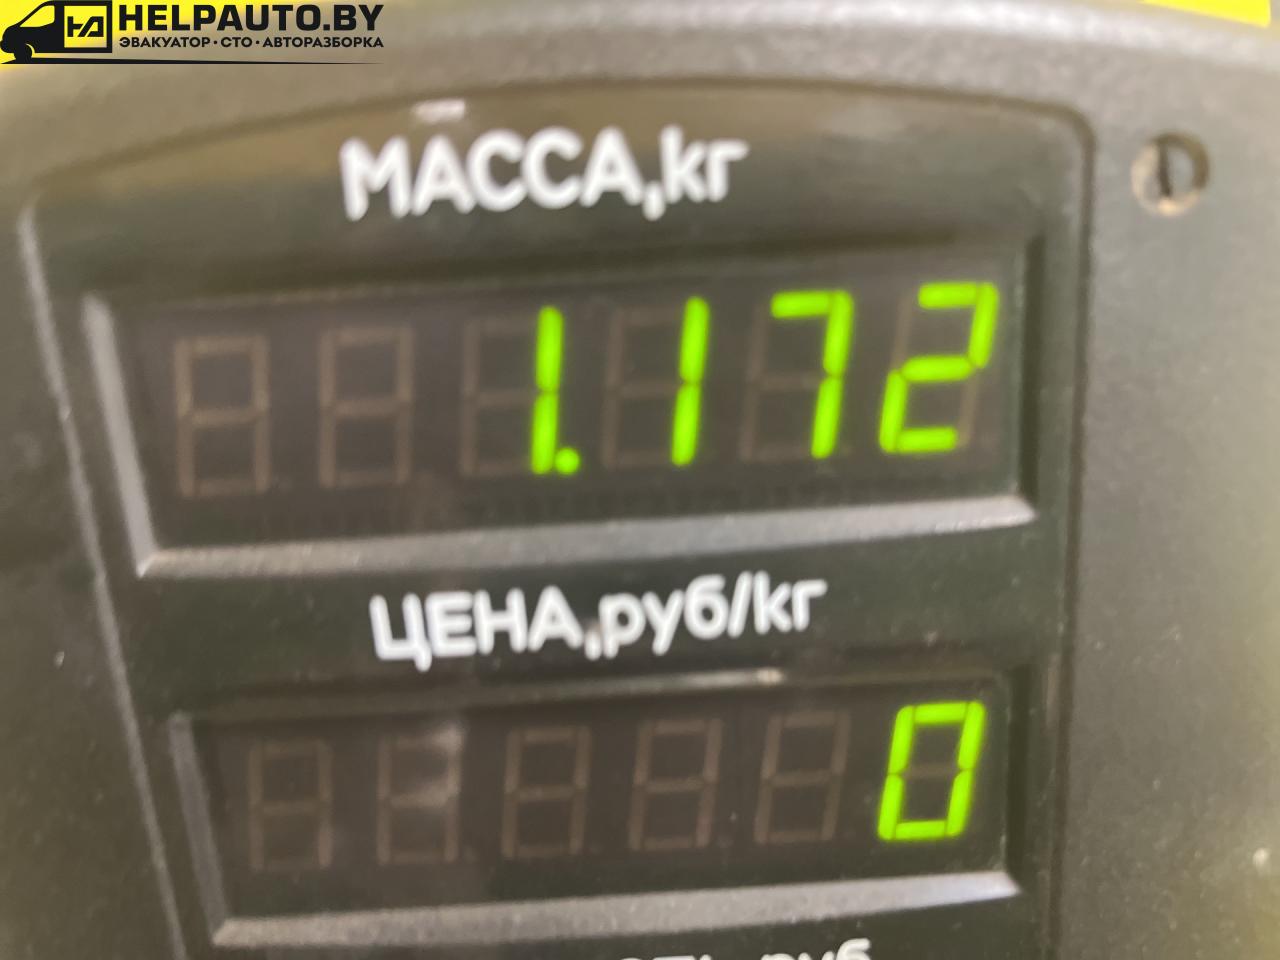 HELPAUTO.BY
ЭВАКУАТОР · СТО · АВТОРАЗБОРКА
МАССА,кг
1.172
ЦЕНА,руб/кг
0